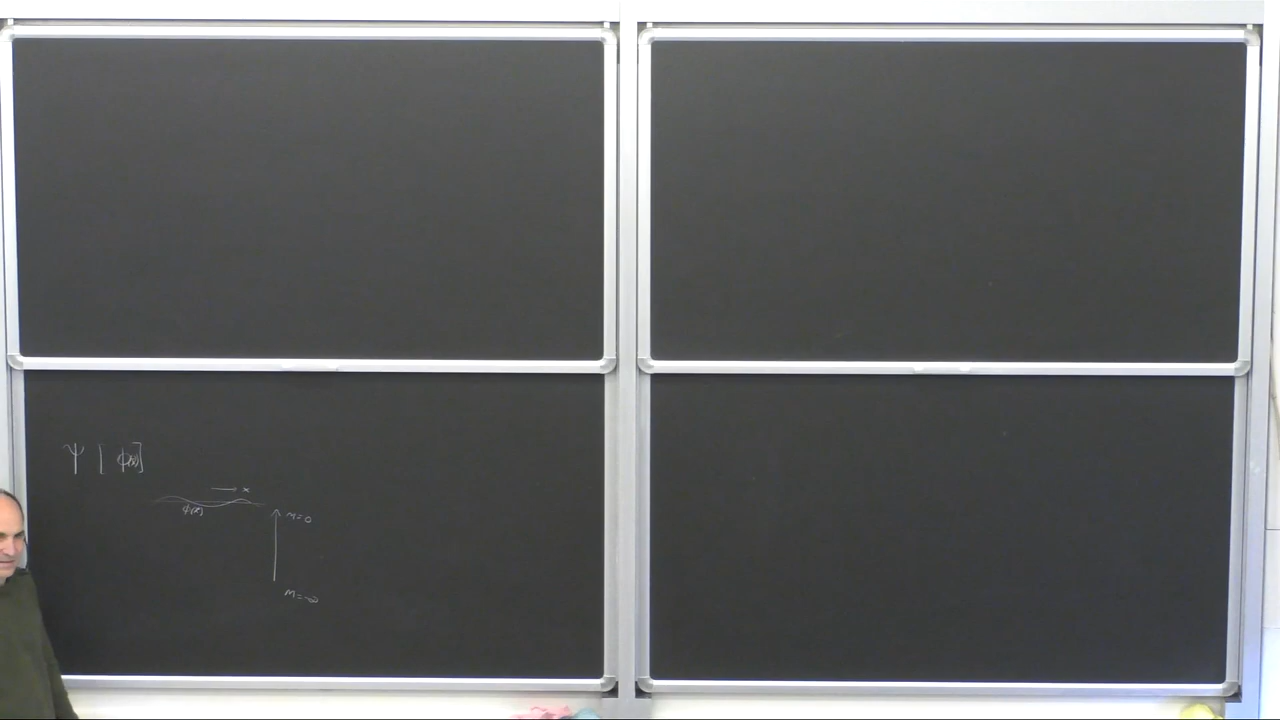 Ψ [ ϕ(x)]
→ x
ϕ(x)
η=0
η=-∞